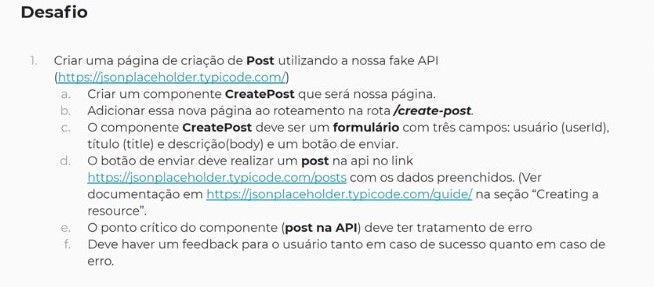 Desafio
1. Criar uma página de criação de Post utilizando a nossa fake API
(https://jsonplaceholder.typicode.com/)
a. Criar um componente CreatePost que será nossa página.
b. Adicionar essa nova página ao roteamento na rota /create-post.
c. O componente CreatePost deve ser um formulário com três campos: usuário (userId),
título (title) e descrição(body) e um botão de enviar.
d. O botão de enviar deve realizar um post na api no link
https://jsonplaceholder.typicode.com/posts com os dados preenchidos. (Ver
documentação em https://jsonplaceholder.typicode.com/guide/ na seção “Creating a
resource”.
e. O ponto crítico do componente (post na API) deve ter tratamento de erro
f. Deve haver um feedback para o usuário tanto em caso de sucesso quanto em caso de
erro.